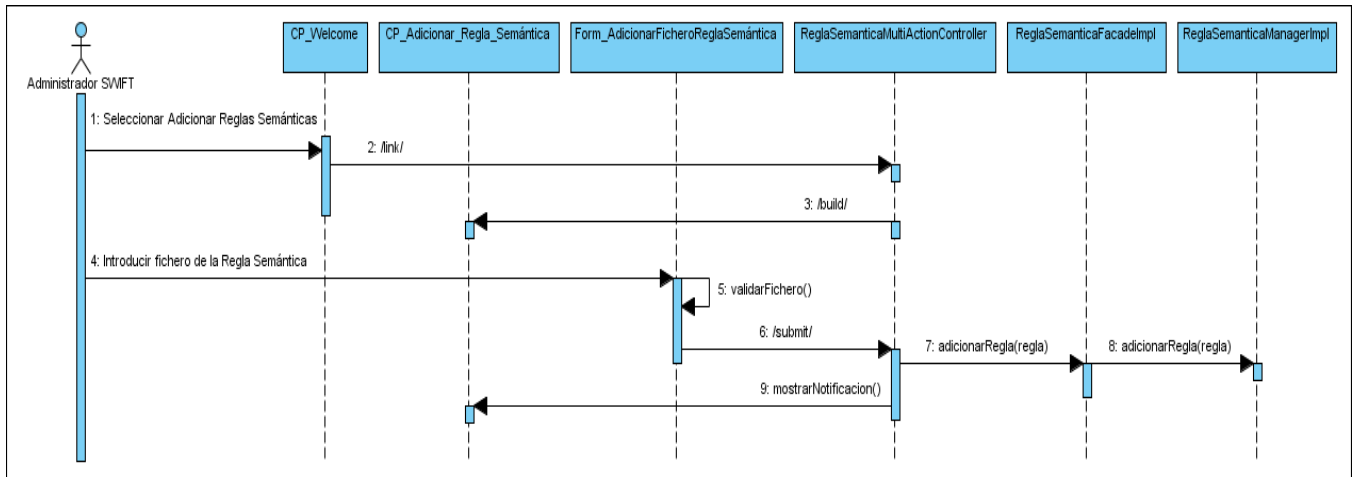 CP_Welcome
CP_Adicionar_Regla_Semántica
Form_AdicionarFicheroReglaSemántica
ReglaSemanticaMultiActionController
ReglaSemanticaFacadeImpl
ReglaSemanticaManagerImpl
Administrador SWIFT
1: Seleccionar Adicionar Reglas Semánticas
2: /link/
3: /build/
4: Introducir fichero de la Regla Semántica
5: validarFichero()
6: /submit/
7: adicionarRegla(regla)
8: adicionarRegla(regla)
9: mostrarNotificacion()